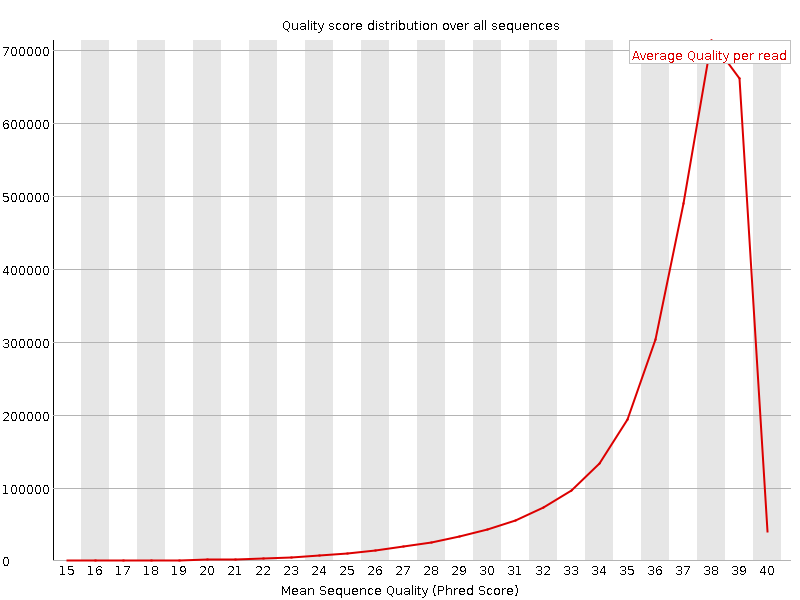 Quality score distribution over all sequences
Average Quality per read
700000
600000
500000
400000
300000
200000
100000
0
15 16 17 18 19 20 21 22 23 24 25 26 27 28 29 30 31 32 33 34 35 36 37 38 39 40
Mean Sequence Quality (Phred Score)